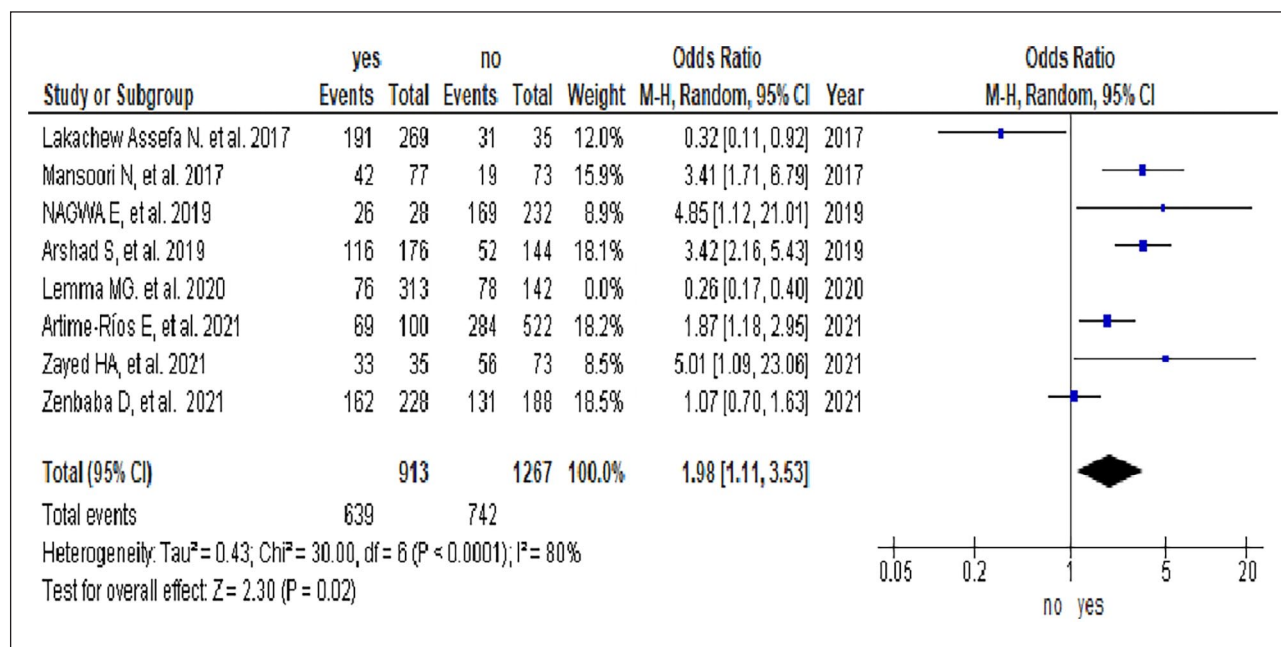 yes no Odds Ratio Odds Ratio
Study or Subgroup Events Total Events Total Weight M-H, Random, 95% CI Year M-H, Random, 95% CI
Lakachew Assefa N. et al. 2017 191 269 31 35 12.0% 0.32 [0.11, 0.92] 2017
Mansoori N, et al. 2017 42 77 19 73 15.9% 3.41 [1.71, 6.79] 2017
NAGWA E, et al. 2019 26 28 169 232 8.9% 4.85 [1.12, 21.01] 2019
Arshad S, et al. 2019 116 176 52 144 18.1% 3.42 [2.16, 5.43] 2019
Lemma MG. et al. 2020 76 313 78 142 0.0% 0.26 [0.17, 0.40] 2020
Artime-Ríos E, et al. 2021 69 100 284 522 18.2% 1.87 [1.18, 2.95] 2021
Zayed HA, et al. 2021 33 35 56 73 8.5% 5.01 [1.09, 23.06] 2021
Zenbaba D, et al. 2021 162 228 131 188 18.5% 1.07 [0.70, 1.63] 2021
Total (95% CI) 913 1267 100.0% 1.98 [1.11, 3.53]
Total events 639 742
Heterogeneity: Tau² = 0.43; Chi² = 30.00, df = 6 (P < 0.0001); I² = 80%
Test for overall effect: Z = 2.30 (P = 0.02)
0.05 0.2 1 5 20
no yes